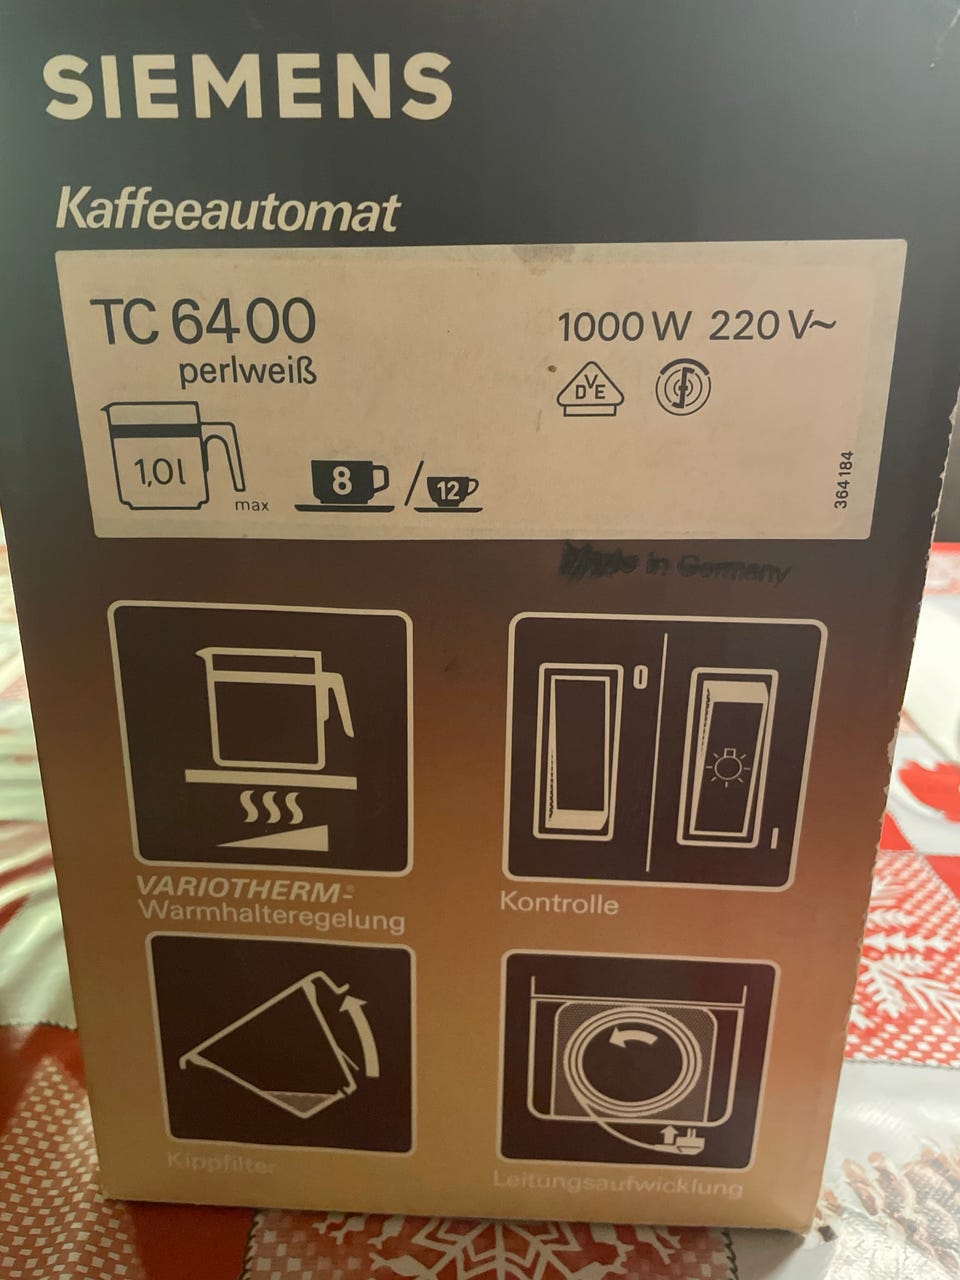 SIEMENS
Kaffeeautomat
TC 6400
perlweiß
1000 W 220 V~
DVE
1,0 l
max
8 / 12
364 184
Made in Germany
0
I
VARIOTHERM®-
Warmhalteregelung
Kontrolle
Kippfilter
Leitungsaufwicklung